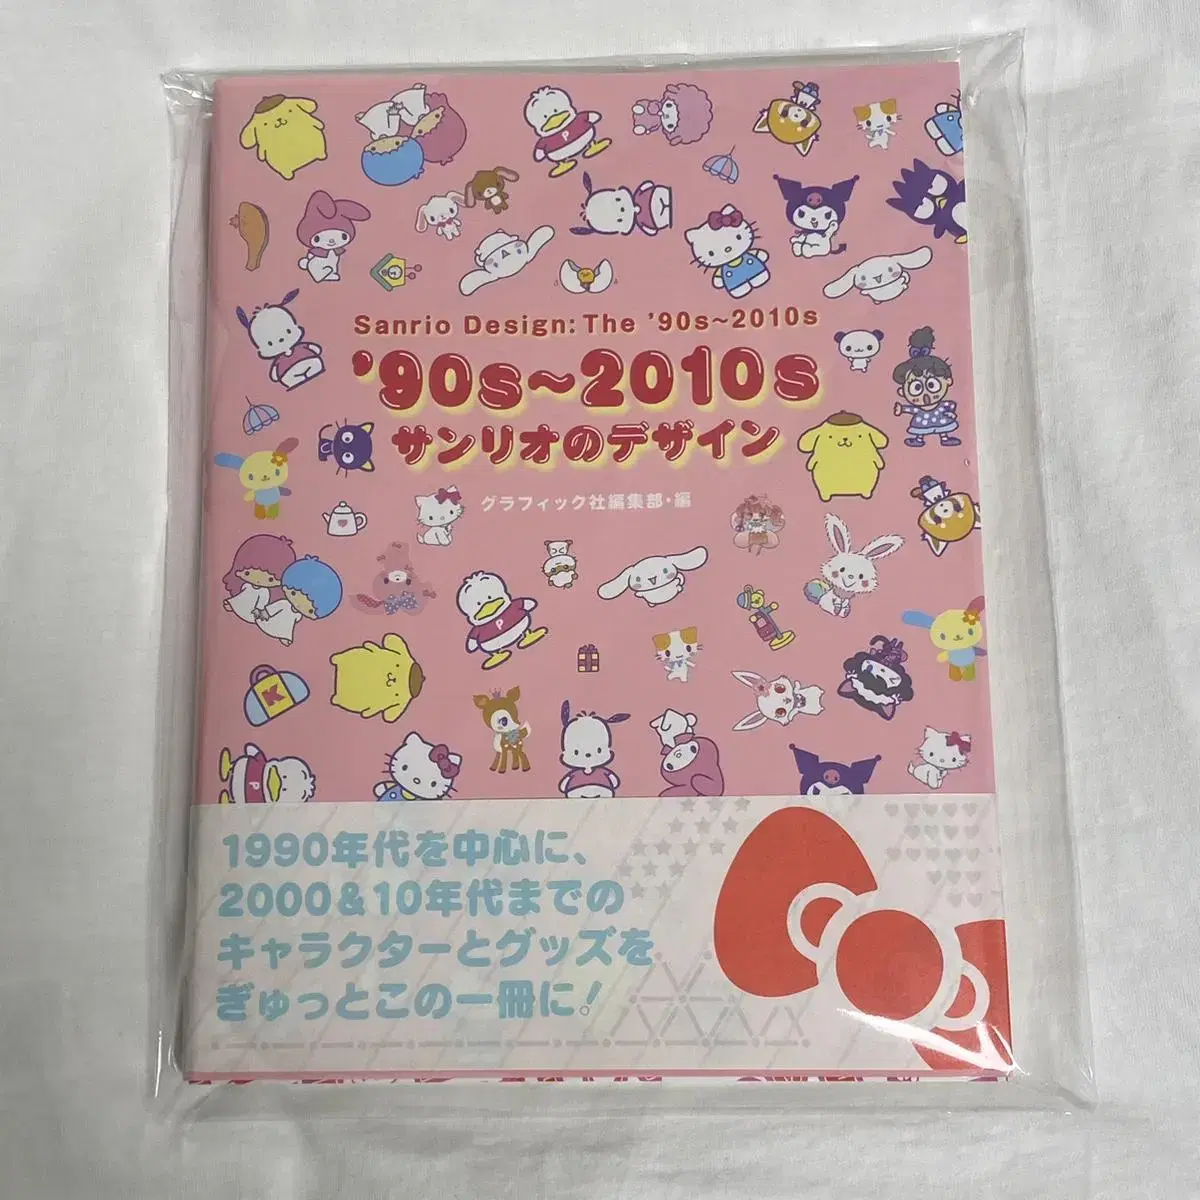 Sanrio Design: The '90s~2010s
'90s~2010s
サンリオのデザイン
グラフィック社編集部・編
P
P
K
P
1990年代を中心に、
2000&10年代までの
キャラクターとグッズを
ぎゅっとこの一冊に!